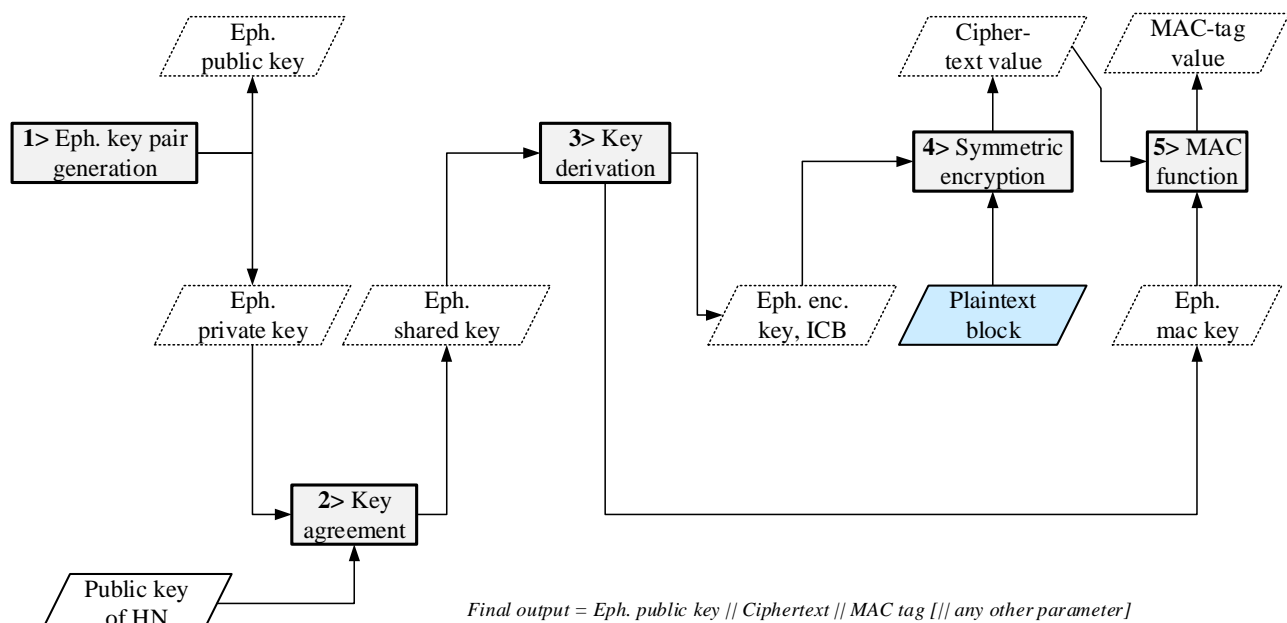 Eph.
public key
Cipher-
text value
MAC-tag
value
1> Eph. key pair
generation
3> Key
derivation
4> Symmetric
encryption
5> MAC
function
Eph.
private key
Eph.
shared key
Eph. enc.
key, ICB
Plaintext
block
Eph.
mac key
2> Key
agreement
Public key
of HN
Final output = Eph. public key || Ciphertext || MAC tag [|| any other parameter]